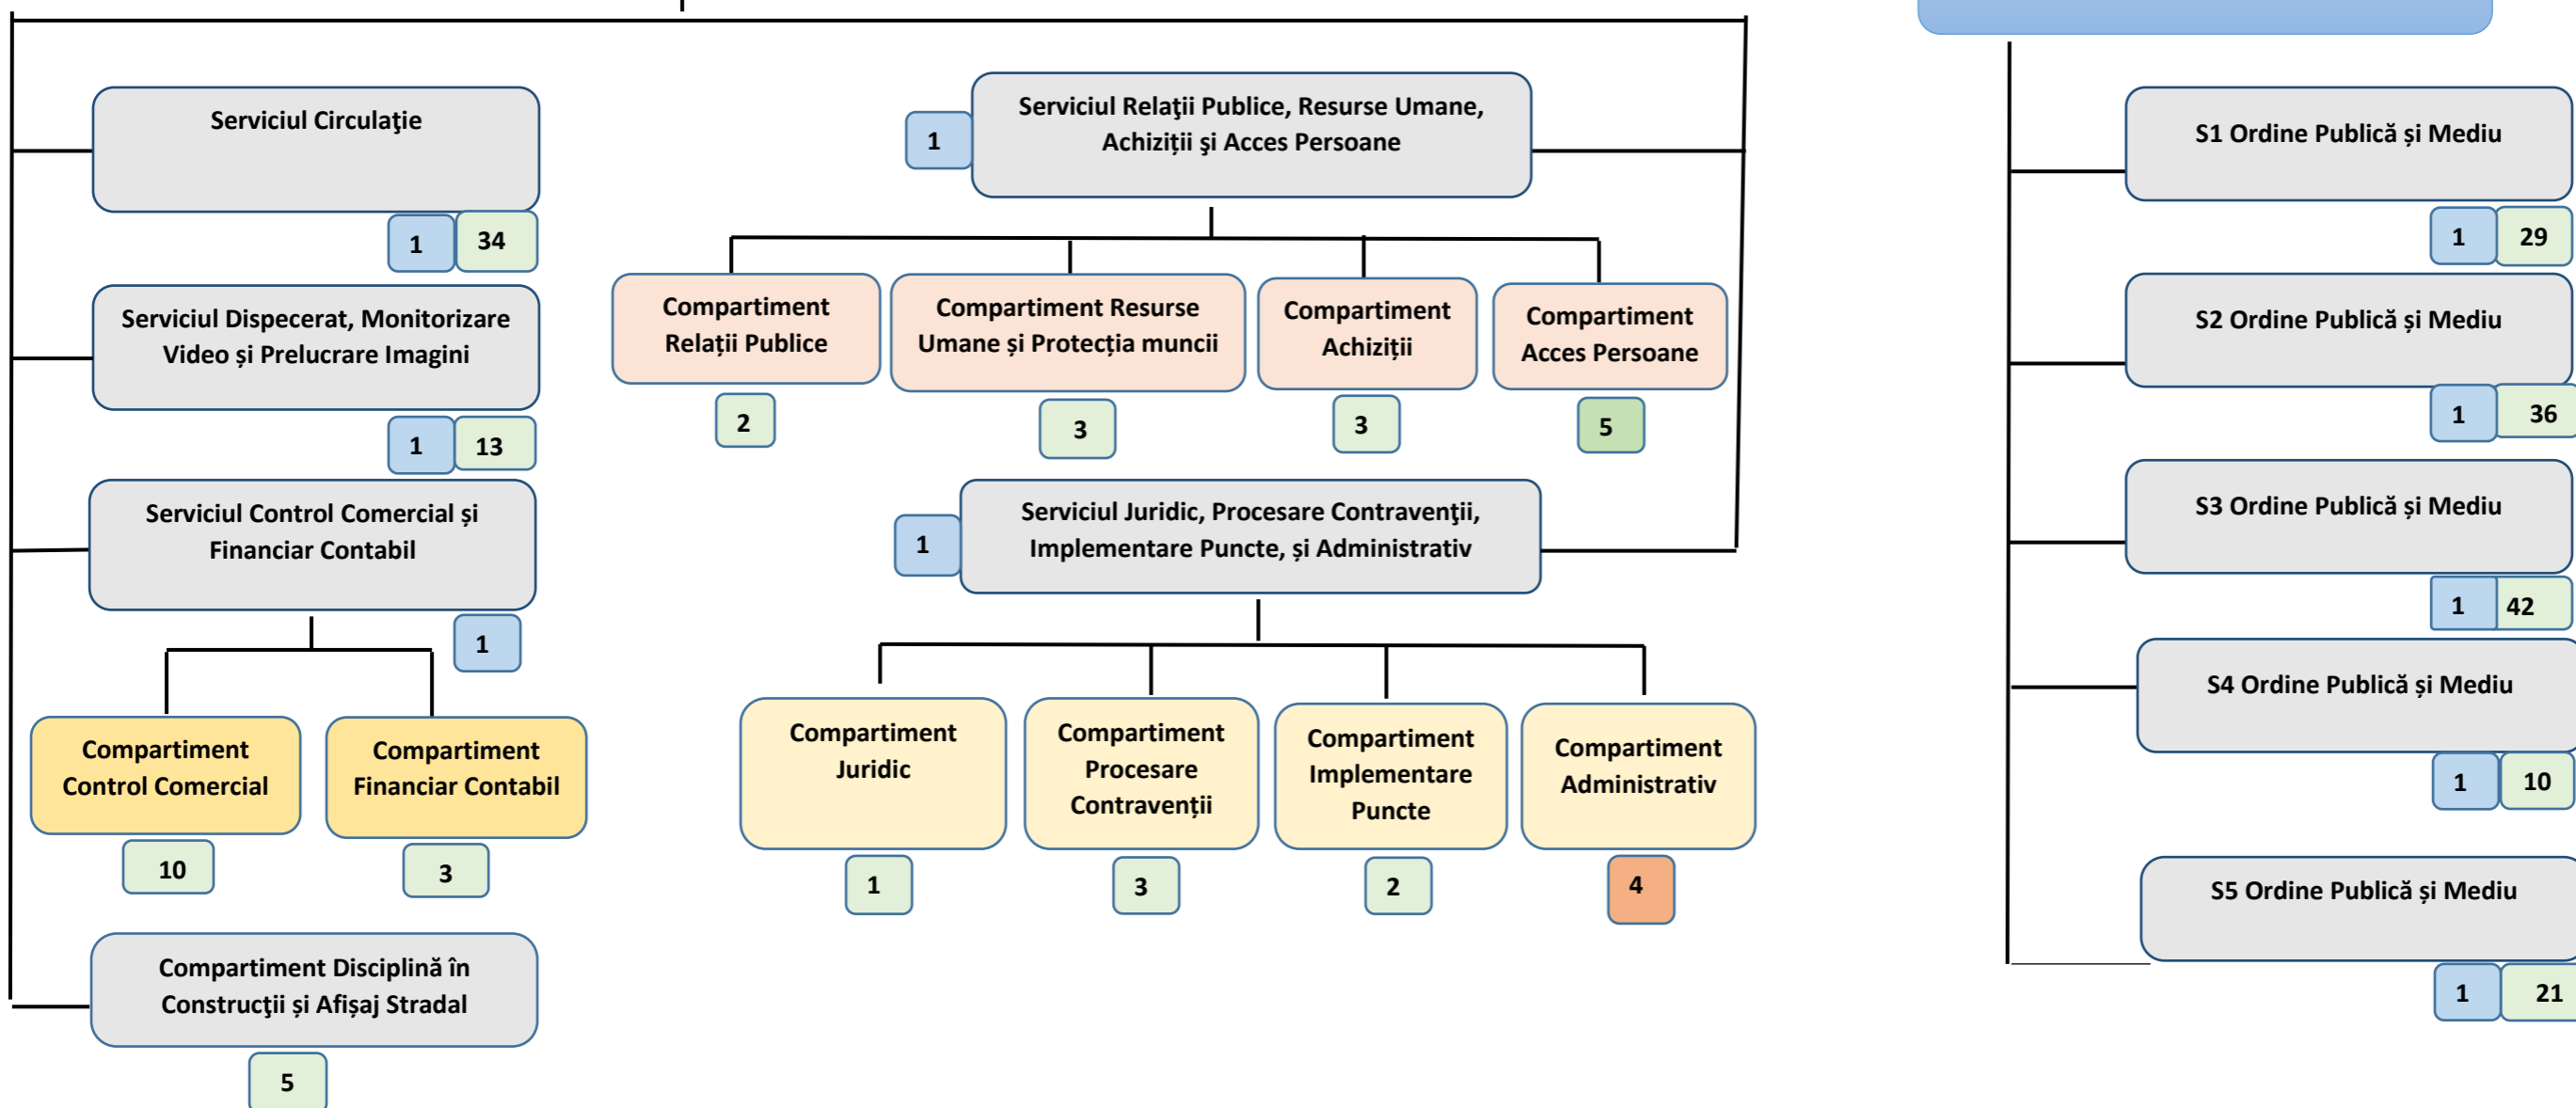 Serviciul Circulaţie
1
34
Serviciul Dispecerat, Monitorizare
Video și Prelucrare Imagini
1
13
Serviciul Control Comercial și
Financiar Contabil
1
Compartiment
Control Comercial
10
Compartiment
Financiar Contabil
3
Compartiment Disciplină în
Construcţii și Afișaj Stradal
5
1
Serviciul Relaţii Publice, Resurse Umane,
Achiziții şi Acces Persoane
Compartiment
Relații Publice
2
Compartiment Resurse
Umane și Protecția muncii
3
Compartiment
Achiziții
3
Compartiment
Acces Persoane
5
1
Serviciul Juridic, Procesare Contravenţii,
Implementare Puncte, și Administrativ
Compartiment
Juridic
1
Compartiment
Procesare
Contravenții
3
Compartiment
Implementare
Puncte
2
Compartiment
Administrativ
4
S1 Ordine Publică și Mediu
1
29
S2 Ordine Publică și Mediu
1
36
S3 Ordine Publică și Mediu
1
42
S4 Ordine Publică și Mediu
1
10
S5 Ordine Publică și Mediu
1
21